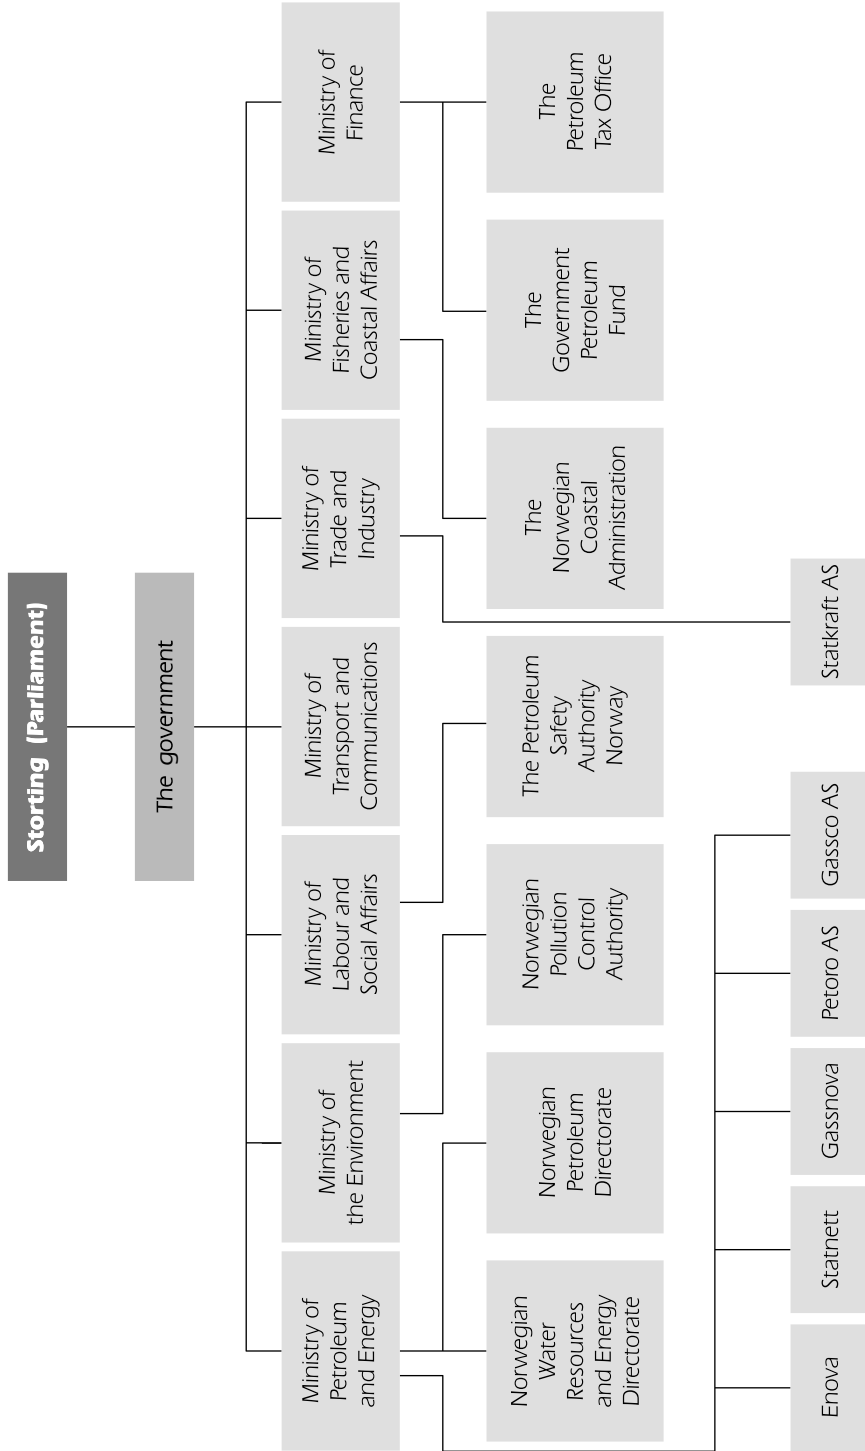 Storting (Parliament)
The government
Ministry of
Petroleum
and Energy
Ministry of
the Environment
Ministry of
Labour and
Social Affairs
Ministry of
Transport and
Communications
Ministry of
Trade and
Industry
Ministry of
Fisheries and
Coastal Affairs
Ministry of
Finance
Norwegian
Water
Resources
and Energy
Directorate
Norwegian
Petroleum
Directorate
Norwegian
Pollution
Control
Authority
The Petroleum
Safety
Authority
Norway
The
Norwegian
Coastal
Administration
The
Government
Petroleum
Fund
The
Petroleum
Tax Office
Enova
Statnett
Gassnova
Petoro AS
Gassco AS
Statkraft AS